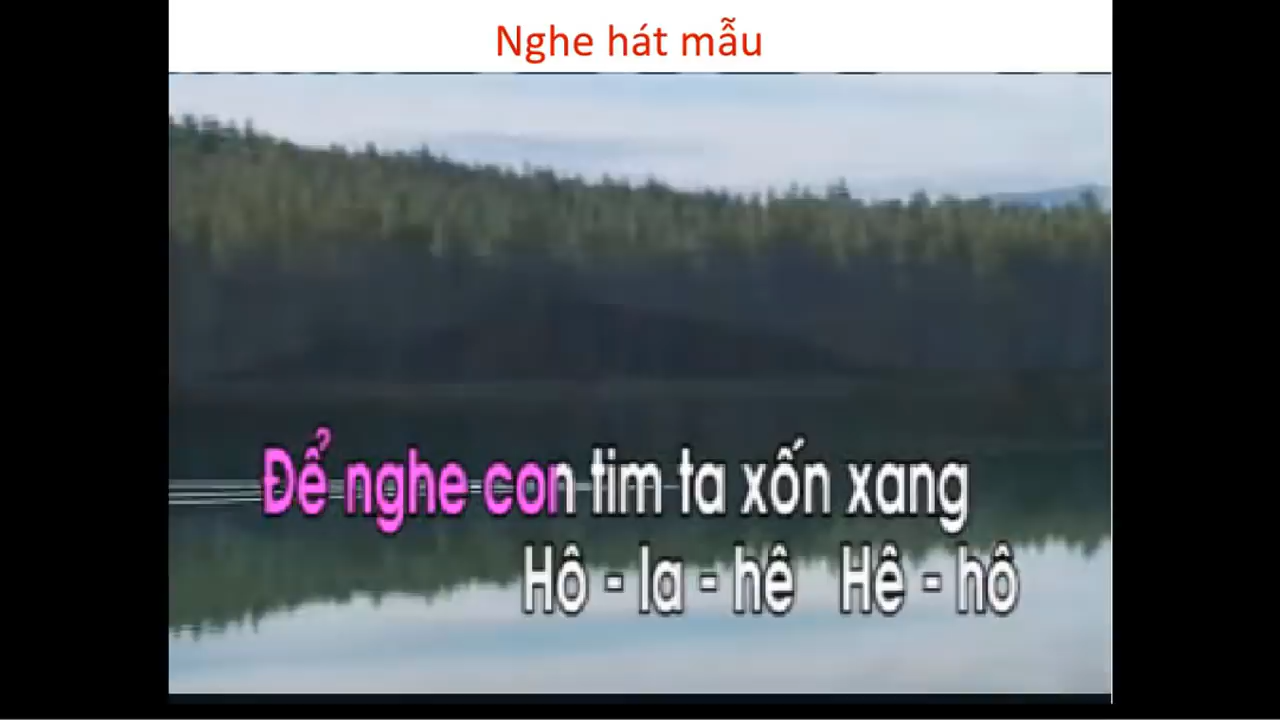 Nghe hát mẫu
Để nghe con tim ta xốn xang
Hô - la - hê Hê - hô